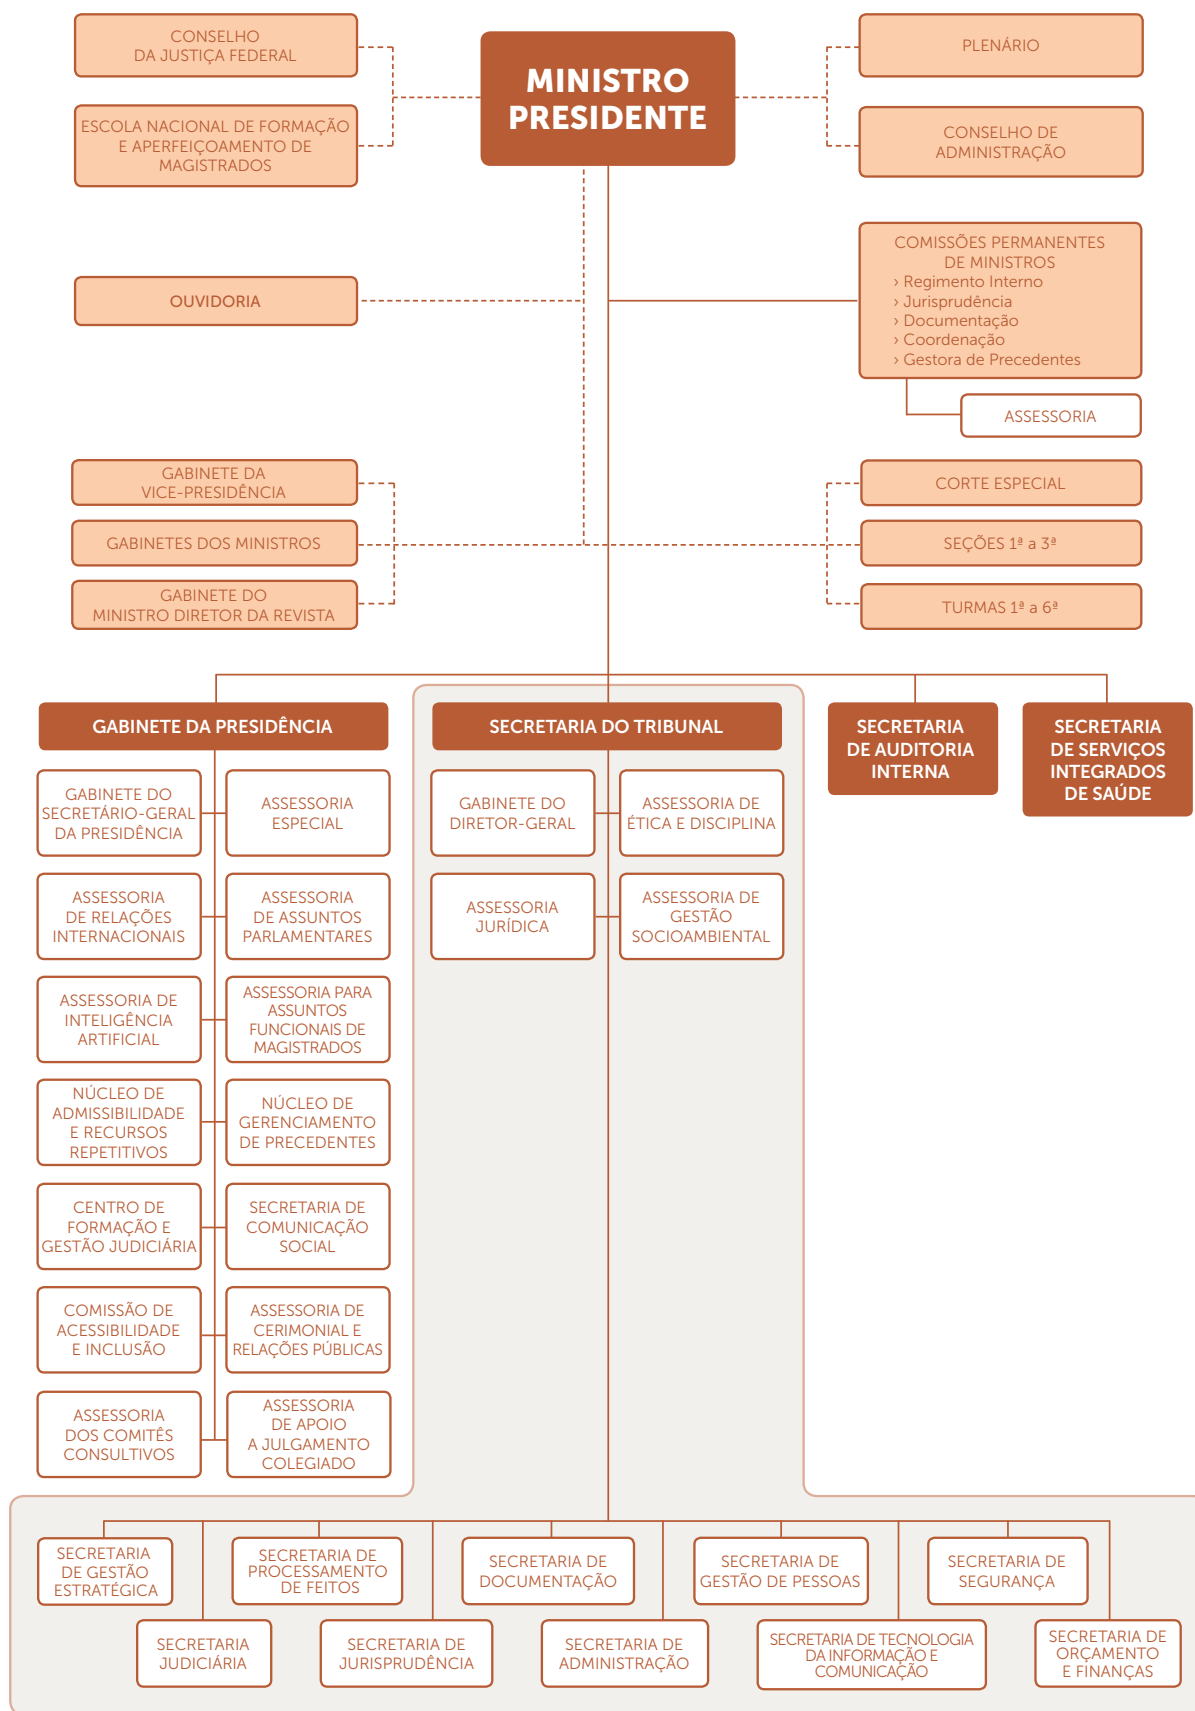 CONSELHO
DA JUSTIÇA FEDERAL
MINISTRO
PRESIDENTE
PLENÁRIO
ESCOLA NACIONAL DE FORMAÇÃO
E APERFEIÇOAMENTO DE
MAGISTRADOS
CONSELHO DE
ADMINISTRAÇÃO
COMISSÕES PERMANENTES
DE MINISTROS
› Regimento Interno
› Jurisprudência
› Documentação
› Coordenação
› Gestora de Precedentes
OUVIDORIA
ASSESSORIA
GABINETE DA
VICE-PRESIDÊNCIA
CORTE ESPECIAL
GABINETES DOS MINISTROS
SEÇÕES 1ª a 3ª
GABINETE DO
MINISTRO DIRETOR DA REVISTA
TURMAS 1ª a 6ª
GABINETE DA PRESIDÊNCIA
SECRETARIA DO TRIBUNAL
SECRETARIA
DE AUDITORIA
INTERNA
SECRETARIA
DE SERVIÇOS
INTEGRADOS
DE SAÚDE
GABINETE DO
SECRETÁRIO-GERAL
DA PRESIDÊNCIA
ASSESSORIA
ESPECIAL
GABINETE DO
DIRETOR-GERAL
ASSESSORIA DE
ÉTICA E DISCIPLINA
ASSESSORIA
DE RELAÇÕES
INTERNACIONAIS
ASSESSORIA
DE ASSUNTOS
PARLAMENTARES
ASSESSORIA
JURÍDICA
ASSESSORIA DE
GESTÃO
SOCIOAMBIENTAL
ASSESSORIA DE
INTELIGÊNCIA
ARTIFICIAL
ASSESSORIA PARA
ASSUNTOS
FUNCIONAIS DE
MAGISTRADOS
NÚCLEO DE
ADMISSIBILIDADE
E RECURSOS
REPETITIVOS
NÚCLEO DE
GERENCIAMENTO
DE PRECEDENTES
CENTRO DE
FORMAÇÃO E
GESTÃO JUDICIÁRIA
SECRETARIA DE
COMUNICAÇÃO
SOCIAL
COMISSÃO DE
ACESSIBILIDADE
E INCLUSÃO
ASSESSORIA DE
CERIMONIAL E
RELAÇÕES PÚBLICAS
ASSESSORIA
DOS COMITÊS
CONSULTIVOS
ASSESSORIA
DE APOIO
A JULGAMENTO
COLEGIADO
SECRETARIA
DE GESTÃO
ESTRATÉGICA
SECRETARIA DE
PROCESSAMENTO
DE FEITOS
SECRETARIA DE
DOCUMENTAÇÃO
SECRETARIA DE
GESTÃO DE PESSOAS
SECRETARIA DE
SEGURANÇA
SECRETARIA
JUDICIÁRIA
SECRETARIA DE
JURISPRUDÊNCIA
SECRETARIA DE
ADMINISTRAÇÃO
SECRETARIA DE TECNOLOGIA
DA INFORMAÇÃO E
COMUNICAÇÃO
SECRETARIA DE
ORÇAMENTO
E FINANÇAS